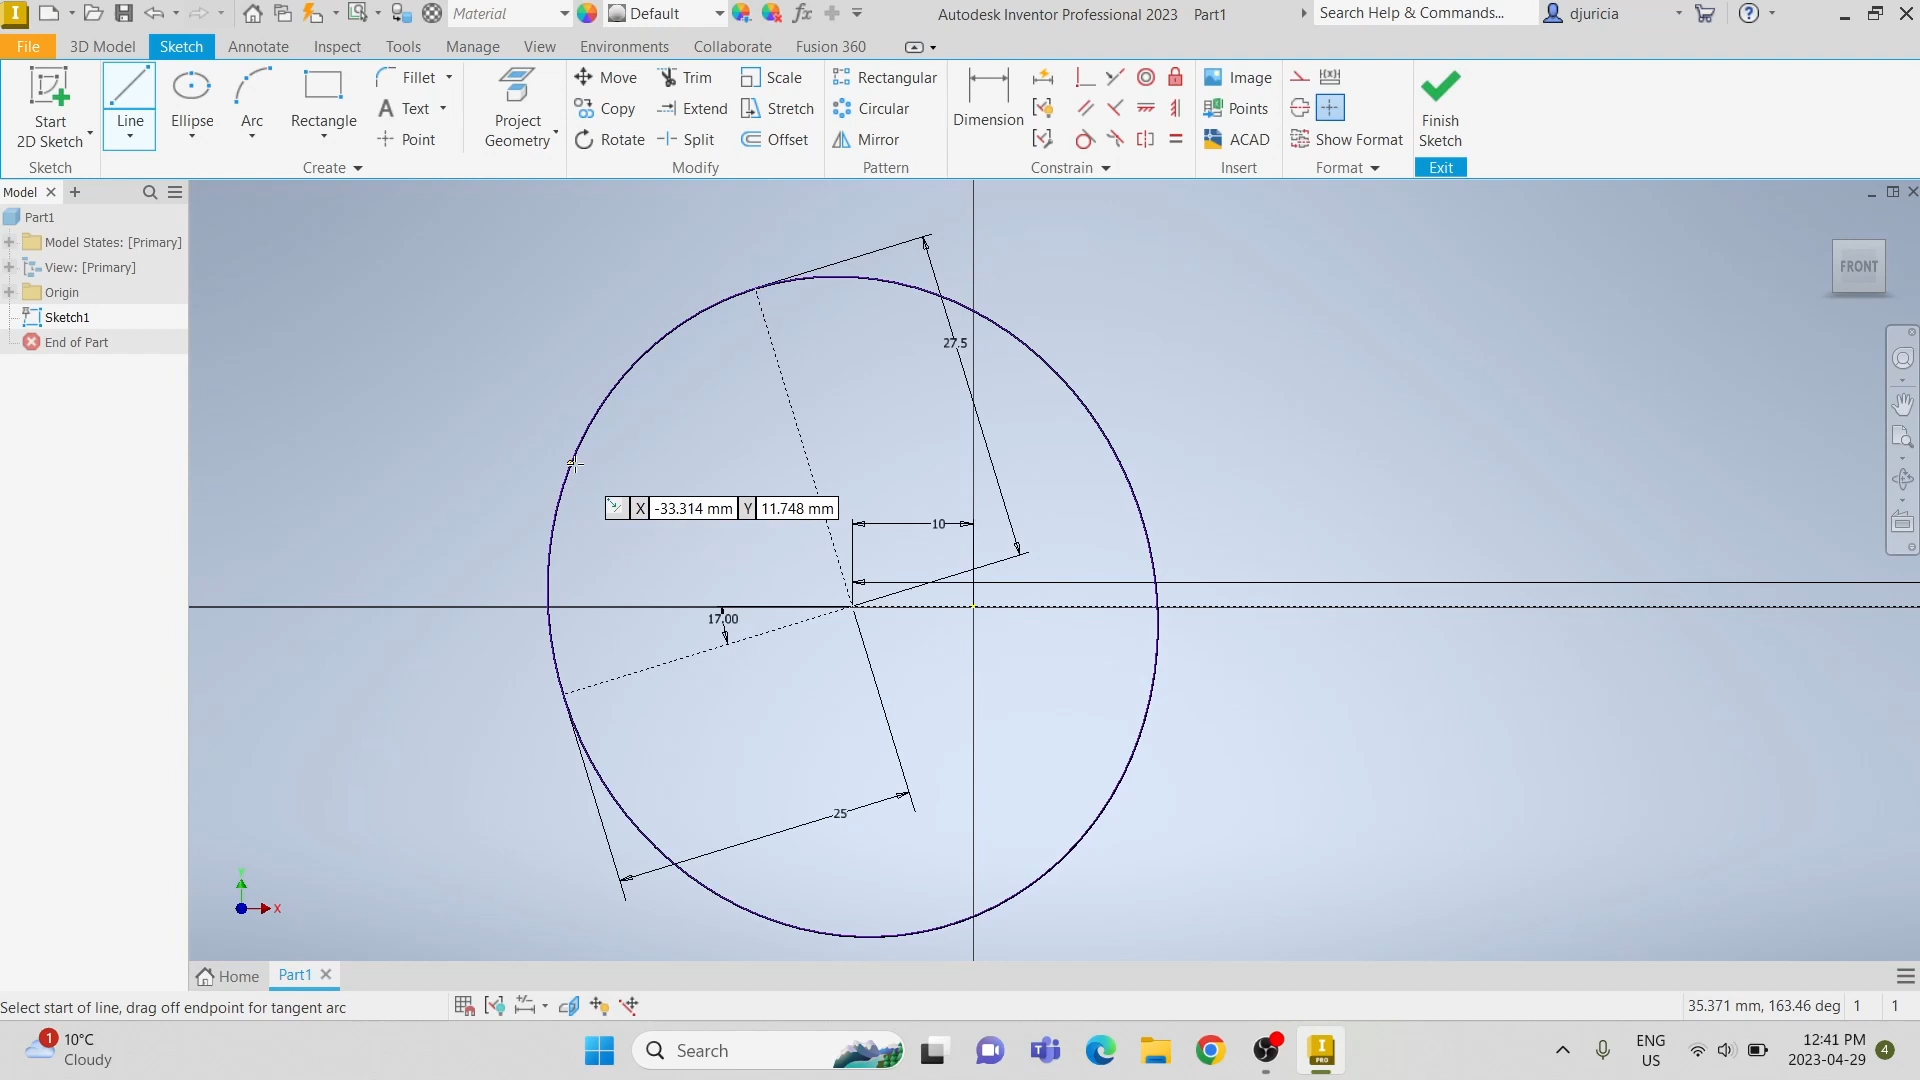 I PRO Material Default fx Autodesk Inventor Professional 2023 Part1 Search Help & Commands... djuricia
File 3D Model Sketch Annotate Inspect Tools Manage View Environments Collaborate Fusion 360
Start 2D Sketch Line Ellipse Arc Rectangle Fillet Project Geometry Move Trim Scale Rectangular Dimension Image Finish Sketch
A Text Copy Extend Stretch Circular Points
Point Rotate Split Offset Mirror ACAD Show Format
Sketch Create Modify Pattern Constrain Insert Format Exit
Model
Part1
Model States: [Primary]
View: [Primary]
Origin
Sketch1
End of Part
FRONT
27.5
X -33.314 mm Y 11.748 mm
10
17.00
25
Y
X
Home Part1
Select start of line, drag off endpoint for tangent arc 35.371 mm, 163.46 deg 1 1
1 10°C Cloudy Search ENG US 12:41 PM 2023-04-29 4